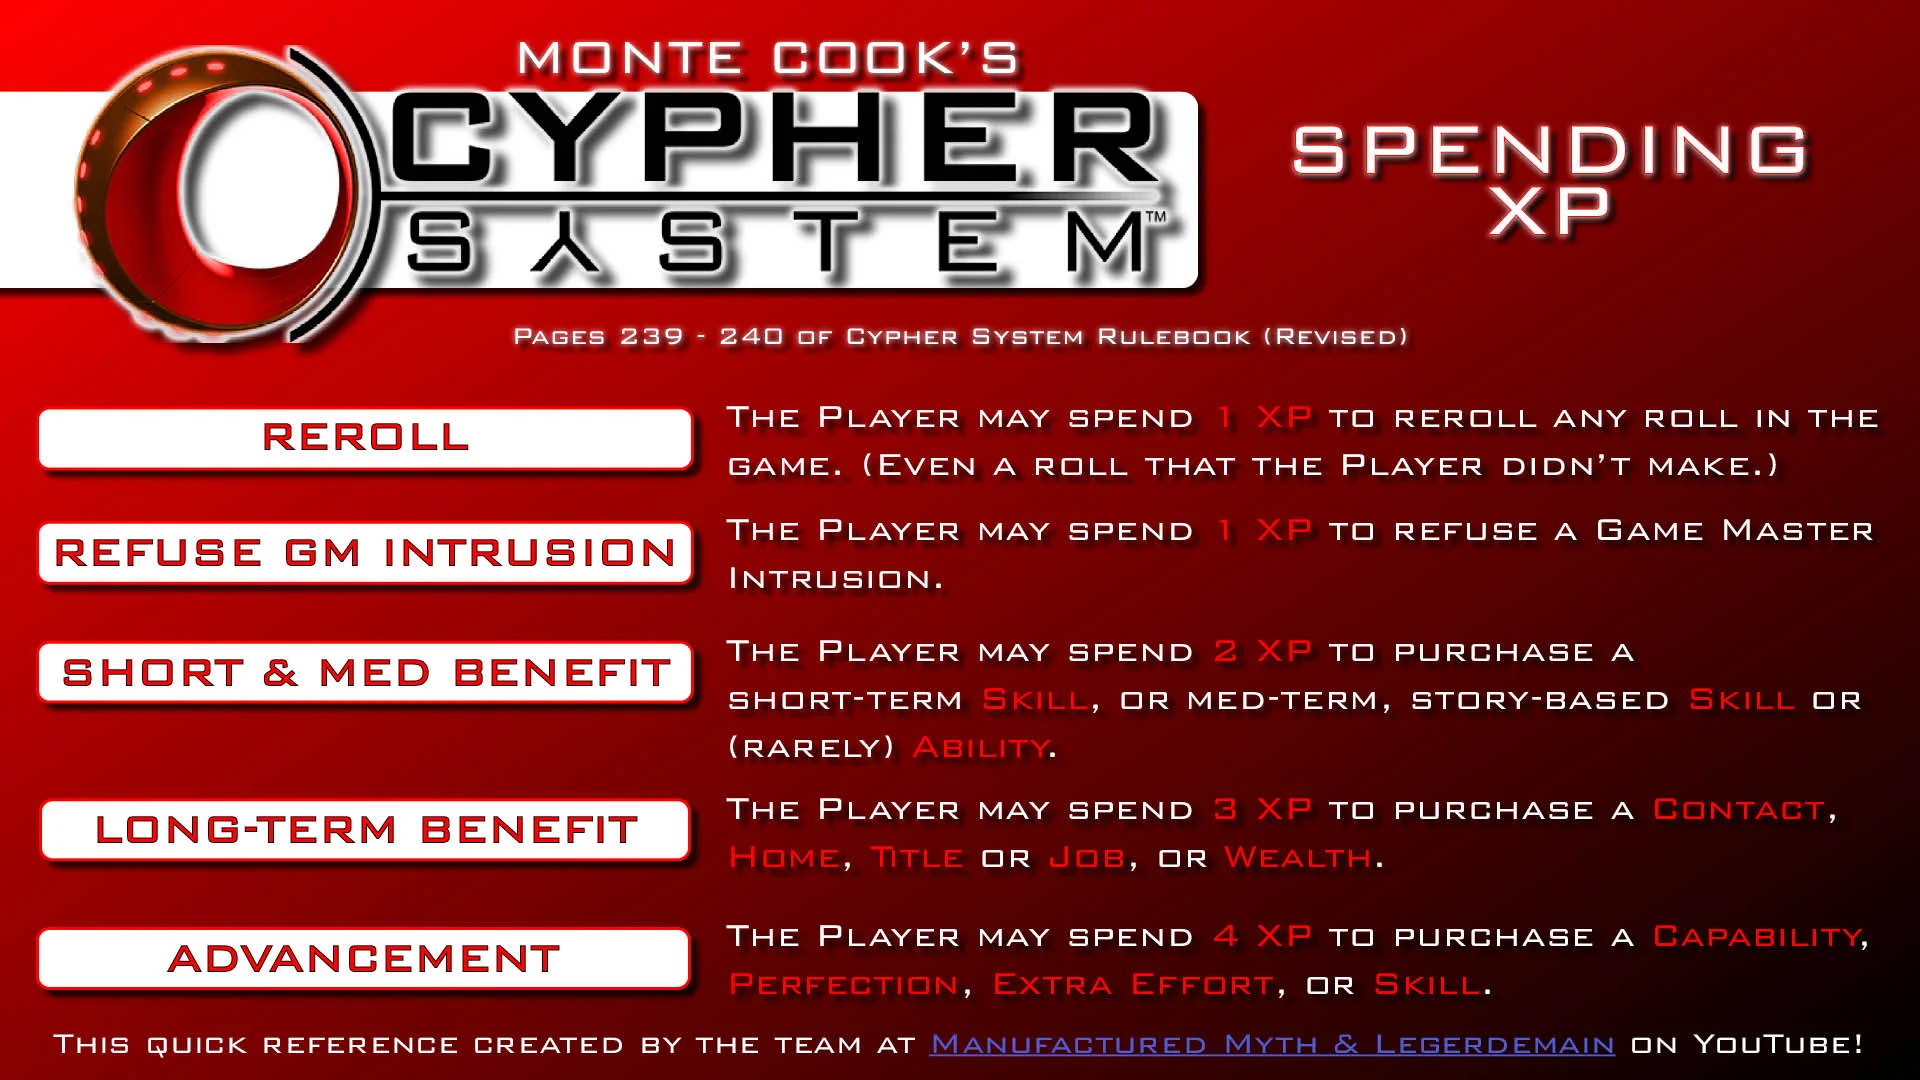 MONTE COOK'S
CYPHER
SYSTEM™
SPENDING
XP
PAGES 239 - 240 OF CYPHER SYSTEM RULEBOOK (REVISED)
REROLL
THE PLAYER MAY SPEND 1 XP TO REROLL ANY ROLL IN THE
GAME. (EVEN A ROLL THAT THE PLAYER DIDN'T MAKE.)
REFUSE GM INTRUSION
THE PLAYER MAY SPEND 1 XP TO REFUSE A GAME MASTER
INTRUSION.
SHORT & MED BENEFIT
THE PLAYER MAY SPEND 2 XP TO PURCHASE A
SHORT-TERM SKILL, OR MED-TERM, STORY-BASED SKILL OR
(RARELY) ABILITY.
LONG-TERM BENEFIT
THE PLAYER MAY SPEND 3 XP TO PURCHASE A CONTACT,
HOME, TITLE OR JOB, OR WEALTH.
ADVANCEMENT
THE PLAYER MAY SPEND 4 XP TO PURCHASE A CAPABILITY,
PERFECTION, EXTRA EFFORT, OR SKILL.
THIS QUICK REFERENCE CREATED BY THE TEAM AT MANUFACTURED MYTH & LEGERDEMAIN ON YOUTUBE!